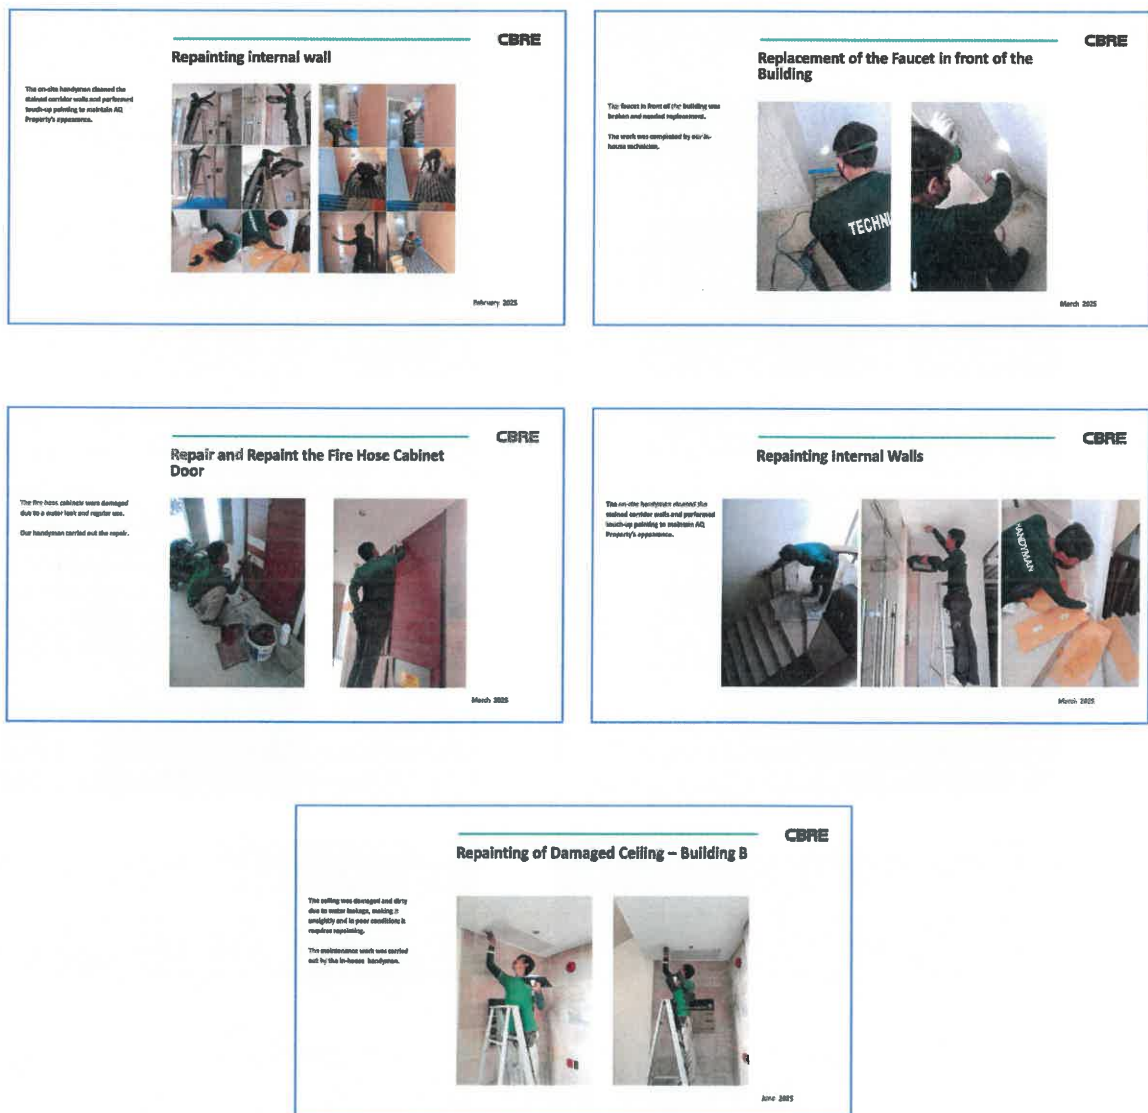 CBRE
Repainting internal wall
The on-site handyman cleaned the
stained corridor walls and performed
touch-up painting to maintain AQ
Property's appearance.
February 2025
CBRE
Replacement of the Faucet in front of the
Building
The faucet in front of the building was
broken and needed replacement.
The work was completed by our in-
house technician.
TECHNI
March 2025
CBRE
Repair and Repaint the Fire Hose Cabinet
Door
The fire hose cabinets were damaged
due to a water leak and regular use.
Our handyman carried out the repair.
March 2025
CBRE
Repainting Internal Walls
The on-site handyman cleaned the
stained corridor walls and performed
touch-up painting to maintain AQ
Property's appearance.
HANDYMAN
March 2025
CBRE
Repainting of Damaged Ceiling – Building B
The ceiling was damaged and dirty
due to water leakage, making it
unsightly and in poor condition it
requires repainting.
The maintenance work was carried
out by the in-house handyman.
June 2025